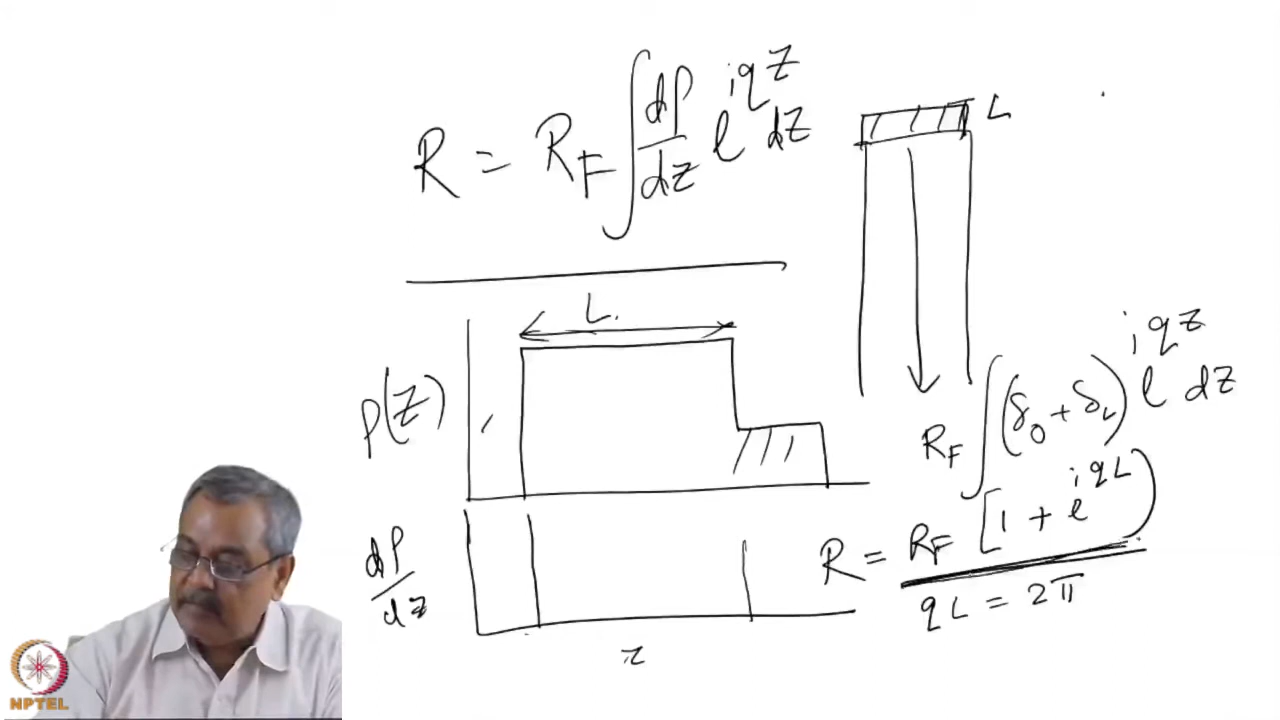 R = R_F ∫ dρ/dz e^{iqz} dz
L
L.
ρ(z)
R_F ∫ (δ_0 + δ_L) e^{iqz} dz
R = R_F [1 + e^{iqL})
qL = 2π
dρ/dz
z
NPTEL